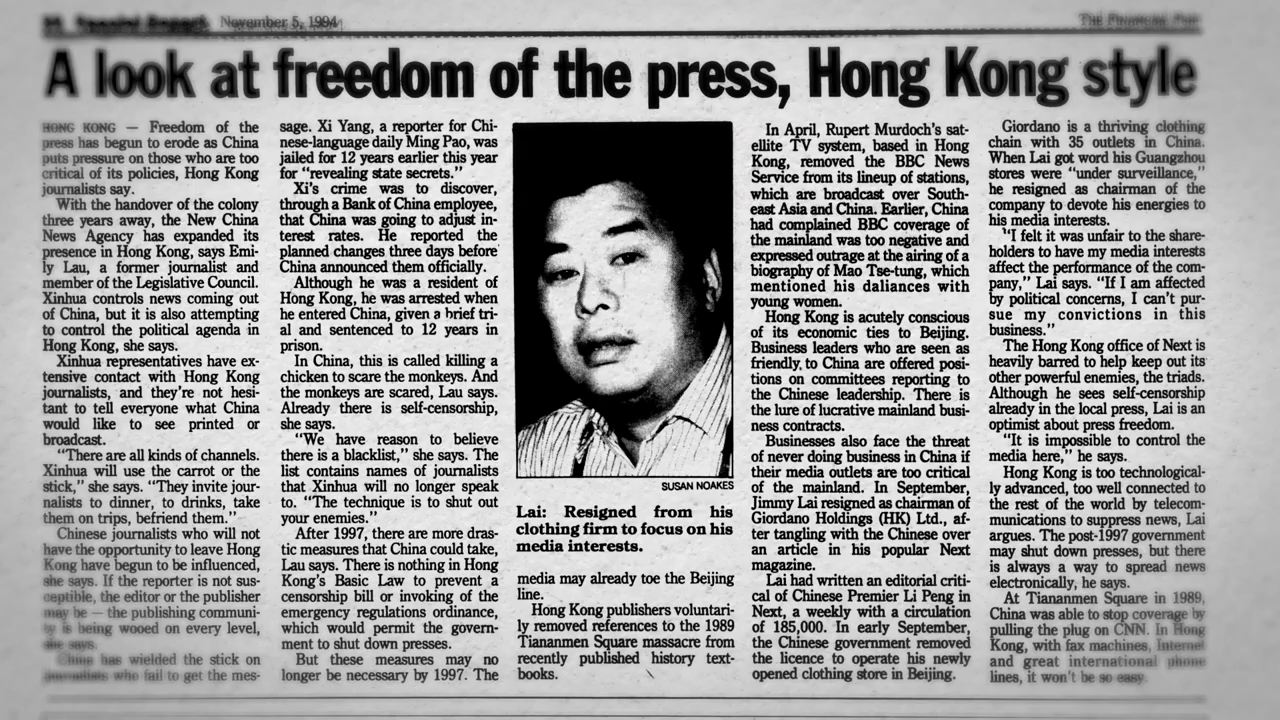 November 5, 1994
The Financial Post
A look at freedom of the press, Hong Kong style
HONG KONG — Freedom of the
press has begun to erode as China
puts pressure on those who are too
critical of its policies, Hong Kong
journalists say.
With the handover of the colony
three years away, the New China
News Agency has expanded its
presence in Hong Kong, says Emi-
ly Lau, a former journalist and
member of the Legislative Council.
Xinhua controls news coming out
of China, but it is also attempting
to control the political agenda in
Hong Kong, she says.
Xinhua representatives have ex-
tensive contact with Hong Kong
journalists, and they're not hesi-
tant to tell everyone what China
would like to see printed or
broadcast.
"There are all kinds of channels.
Xinhua will use the carrot or the
stick," she says. "They invite jour-
nalists to dinner, to drinks, take
them on trips, befriend them."
Chinese journalists who will not
have the opportunity to leave Hong
Kong have begun to be influenced,
she says. If the reporter is not sus-
ceptible, the editor or the publisher
may be — the publishing communi-
ty is being wooed on every level,
she says.
China has wielded the stick on
journalists who fail to get the mes-
sage. Xi Yang, a reporter for Chi-
nese-language daily Ming Pao, was
jailed for 12 years earlier this year
for "revealing state secrets."
Xi's crime was to discover,
through a Bank of China employee,
that China was going to adjust in-
terest rates. He reported the
planned changes three days before
China announced them officially.
Although he was a resident of
Hong Kong, he was arrested when
he entered China, given a brief tri-
al and sentenced to 12 years in
prison.
In China, this is called killing a
chicken to scare the monkeys. And
the monkeys are scared, Lau says.
Already there is self-censorship,
she says.
"We have reason to believe
there is a blacklist," she says. The
list contains names of journalists
that Xinhua will no longer speak
to. "The technique is to shut out
your enemies."
After 1997, there are more dras-
tic measures that China could take,
Lau says. There is nothing in Hong
Kong's Basic Law to prevent a
censorship bill or invoking of the
emergency regulations ordinance,
which would permit the govern-
ment to shut down presses.
But these measures may no
longer be necessary by 1997. The
SUSAN NOAKES
Lai: Resigned from his
clothing firm to focus on his
media interests.
media may already toe the Beijing
line.
Hong Kong publishers voluntari-
ly removed references to the 1989
Tiananmen Square massacre from
recently published history text-
books.
In April, Rupert Murdoch's sat-
ellite TV system, based in Hong
Kong, removed the BBC News
Service from its lineup of stations,
which are broadcast over South-
east Asia and China. Earlier, China
had complained BBC coverage of
the mainland was too negative and
expressed outrage at the airing of a
biography of Mao Tse-tung, which
mentioned his daliances with
young women.
Hong Kong is acutely conscious
of its economic ties to Beijing.
Business leaders who are seen as
friendly, to China are offered posi-
tions on committees reporting to
the Chinese leadership. There is
the lure of lucrative mainland busi-
ness contracts.
Businesses also face the threat
of never doing business in China if
their media outlets are too critical
of the mainland. In September,
Jimmy Lai resigned as chairman of
Giordano Holdings (HK) Ltd., af-
ter tangling with the Chinese over
an article in his popular Next
magazine.
Lai had written an editorial criti-
cal of Chinese Premier Li Peng in
Next, a weekly with a circulation
of 185,000. In early September,
the Chinese government removed
the licence to operate his newly
opened clothing store in Beijing.
Giordano is a thriving clothing
chain with 35 outlets in China.
When Lai got word his Guangzhou
stores were "under surveillance,"
he resigned as chairman of the
company to devote his energies to
his media interests.
"I felt it was unfair to the share-
holders to have my media interests
affect the performance of the com-
pany," Lai says. "If I am affected
by political concerns, I can't pur-
sue my convictions in this
business."
The Hong Kong office of Next is
heavily barred to help keep out its
other powerful enemies, the triads.
Although he sees self-censorship
already in the local press, Lai is an
optimist about press freedom.
"It is impossible to control the
media here," he says.
Hong Kong is too technological-
ly advanced, too well connected to
the rest of the world by telecom-
munications to suppress news, Lai
argues. The post-1997 government
may shut down presses, but there
is always a way to spread news
electronically, he says.
At Tiananmen Square in 1989,
China was able to stop coverage by
pulling the plug on CNN. In Hong
Kong, with fax machines, Internet
and great international phone
lines, it won't be so easy.